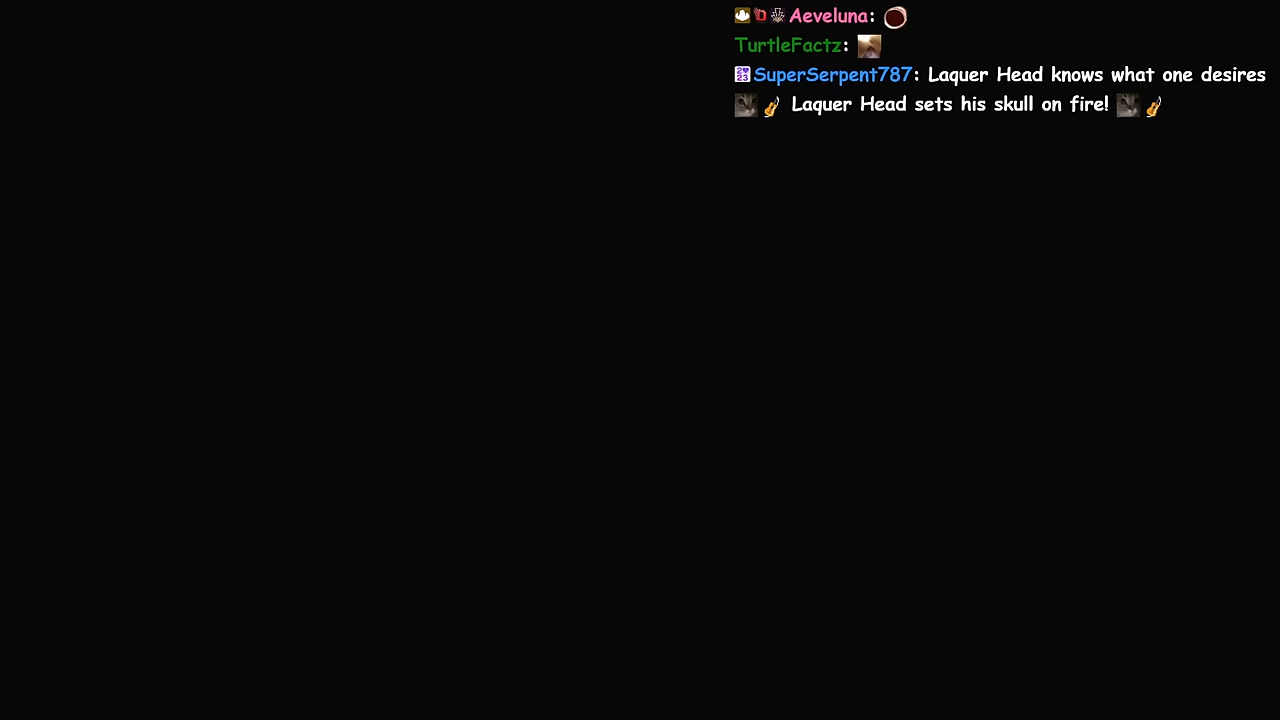 Aeveluna:
TurtleFactz:
SuperSerpent787: Laquer Head knows what one desires
Laquer Head sets his skull on fire!